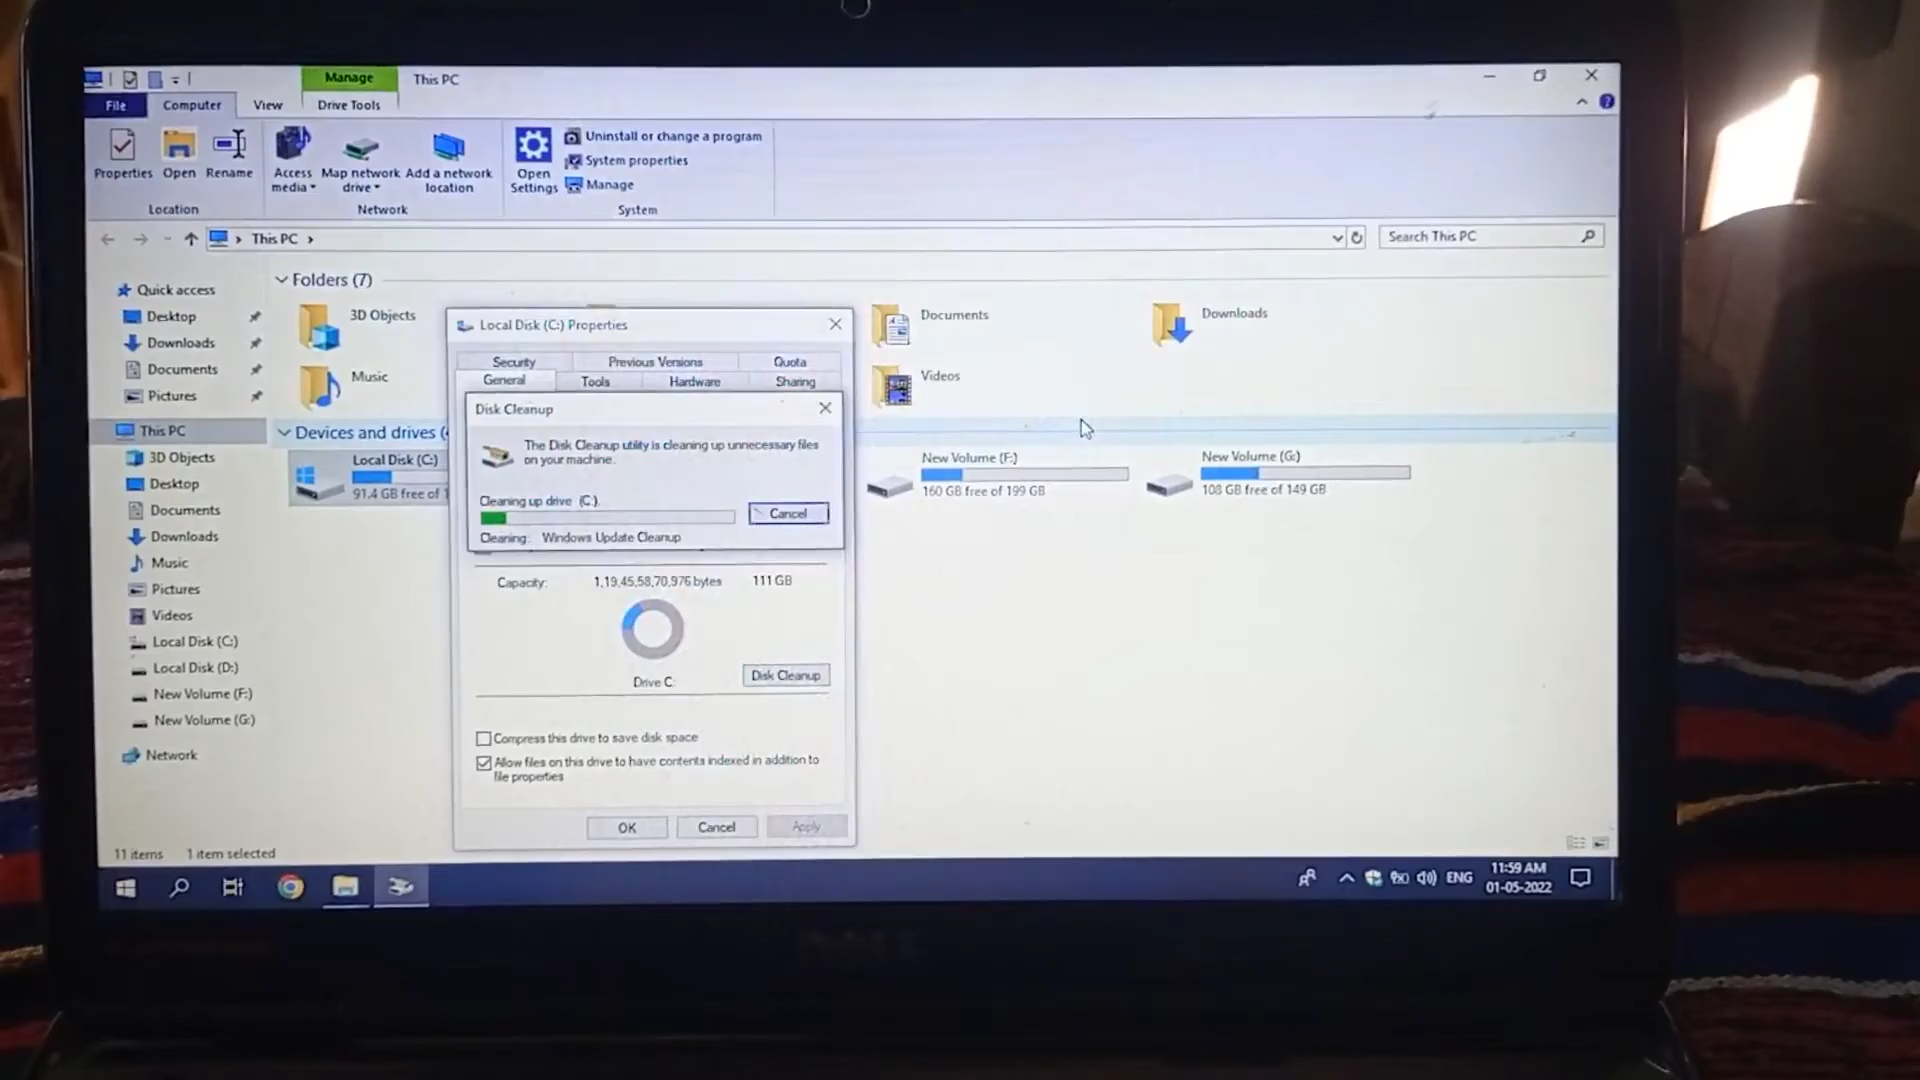 Manage
This PC
File
Computer
View
Drive Tools
Properties
Open
Rename
Access media
Map network drive
Add a network location
Open Settings
Uninstall or change a program
System properties
Manage
Location
Network
System
This PC
Search This PC
Quick access
Desktop
Downloads
Documents
Pictures
This PC
3D Objects
Desktop
Documents
Downloads
Music
Pictures
Videos
Local Disk (C:)
Local Disk (D:)
New Volume (F:)
New Volume (G:)
Network
Folders (7)
3D Objects
Documents
Downloads
Music
Videos
Devices and drives (
Local Disk (C:)
91.4 GB free of 1
New Volume (F:)
160 GB free of 199 GB
New Volume (G:)
108 GB free of 149 GB
Local Disk (C:) Properties
Security
Previous Versions
Quota
General
Tools
Hardware
Sharing
Disk Cleanup
The Disk Cleanup utility is cleaning up unnecessary files
on your machine.
Cleaning up drive (C:).
Cancel
Cleaning: Windows Update Cleanup
Capacity: 1,19,45,58,70,976 bytes 111 GB
Drive C:
Disk Cleanup
Compress this drive to save disk space
Allow files on this drive to have contents indexed in addition to
file properties
OK
Cancel
Apply
11 items 1 item selected
ENG
11:59 AM
01-05-2022
DELL